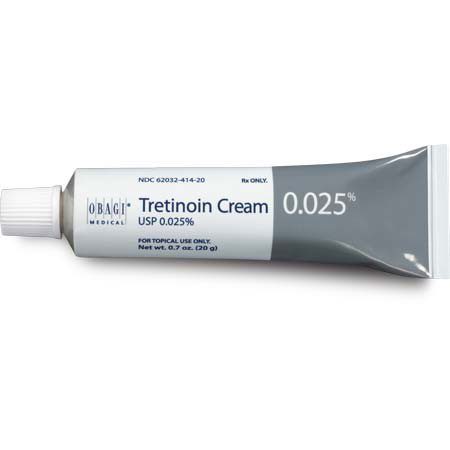 NDC 62032-414-20 Rx ONLY.
OBAGI®
MEDICAL
Tretinoin Cream 0.025%
USP 0.025%
FOR TOPICAL USE ONLY.
Net wt. 0.7 oz. (20 g)